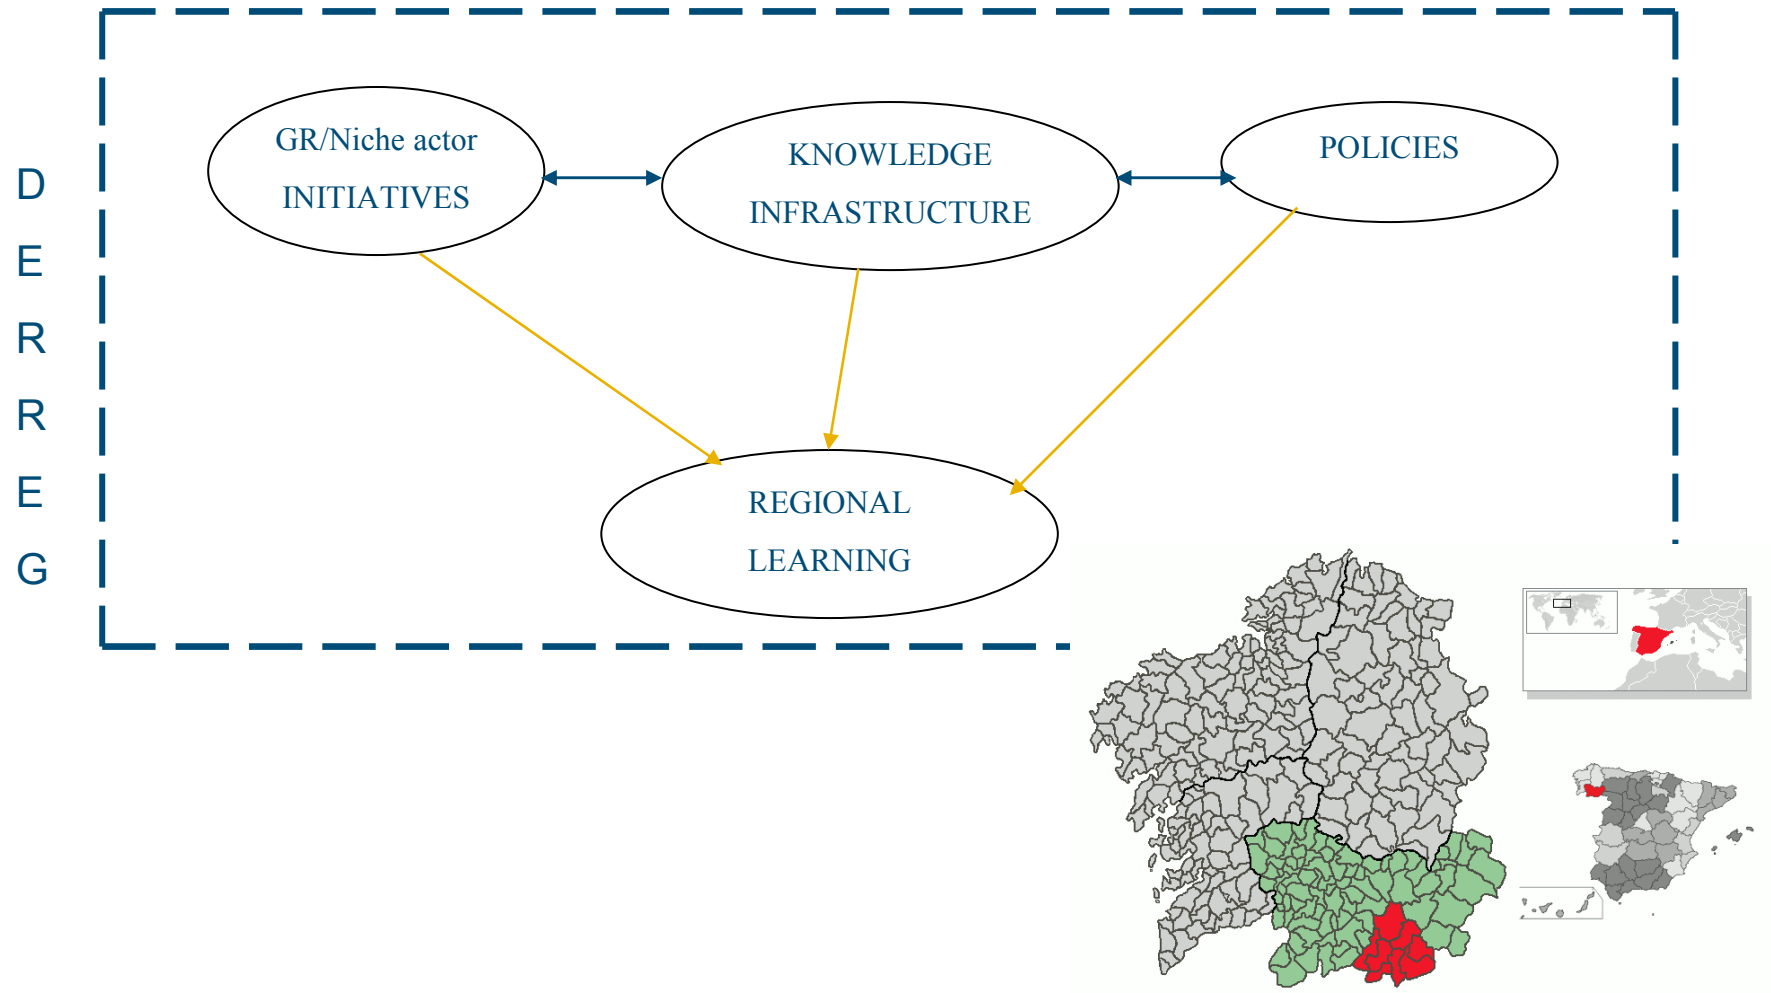 D
E
R
R
E
G
GR/Niche actor
INITIATIVES
KNOWLEDGE
INFRASTRUCTURE
POLICIES
REGIONAL
LEARNING